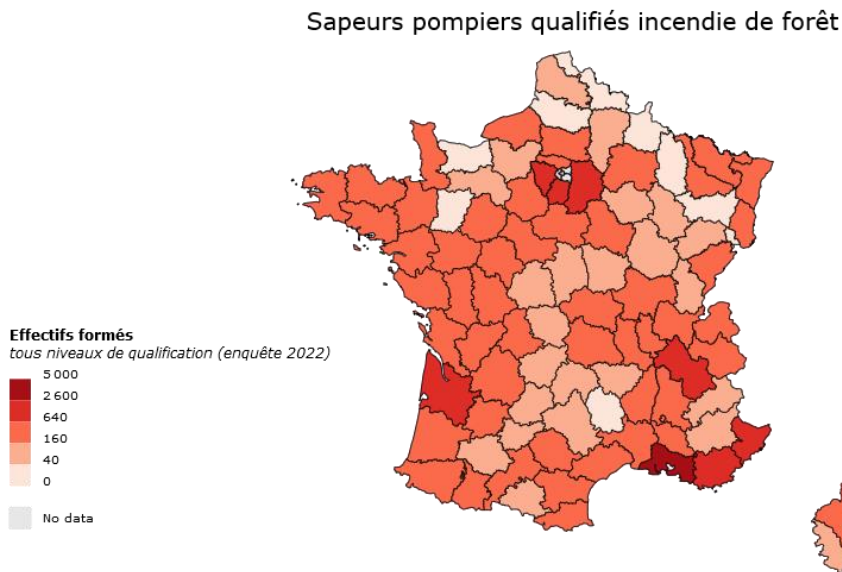 Sapeurs pompiers qualifiés incendie de forêt
Effectifs formés
tous niveaux de qualification (enquête 2022)
5 000
2 600
640
160
40
0
No data